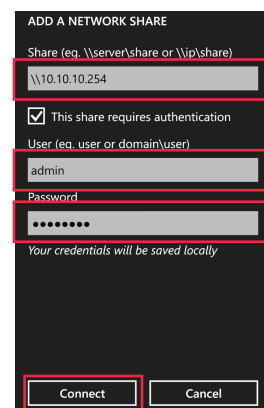 ADD A NETWORK SHARE
Share (eg. \\server\share or \\ip\share)
\\10.10.10.254
This share requires authentication
User (eg. user or domain\user)
admin
Password
••••••••
Your credentials will be saved locally
Connect Cancel